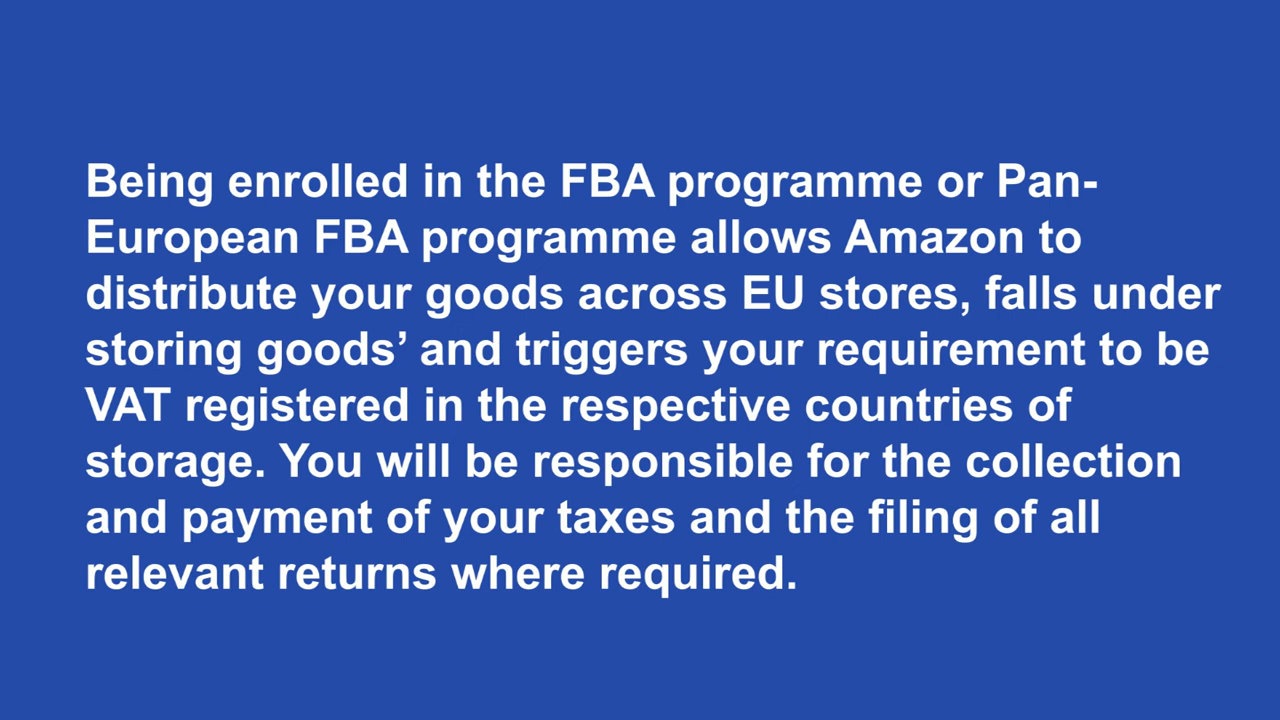 Being enrolled in the FBA programme or Pan-
European FBA programme allows Amazon to
distribute your goods across EU stores, falls under
storing goods’ and triggers your requirement to be
VAT registered in the respective countries of
storage. You will be responsible for the collection
and payment of your taxes and the filing of all
relevant returns where required.